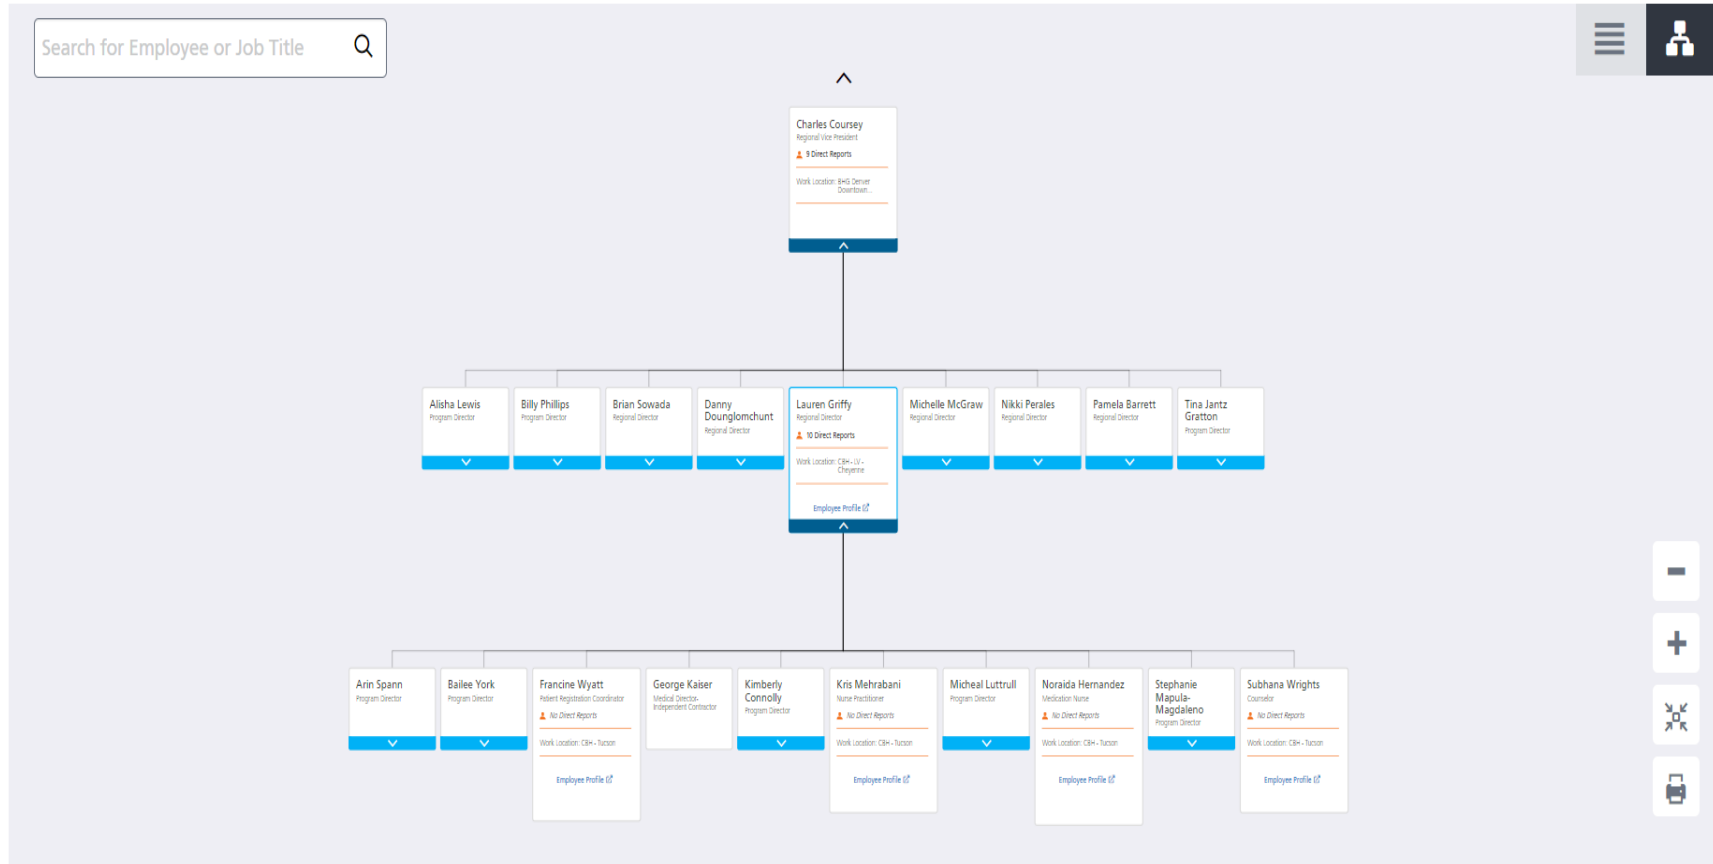 Search for Employee or Job Title
Charles Coursey
Regional Vice President
9 Direct Reports
Work Location: BHG Denver
Downtown...
Alisha Lewis
Program Director
Billy Phillips
Program Director
Brian Sowada
Regional Director
Danny
Dounglomchunt
Regional Director
Lauren Griffy
Regional Director
10 Direct Reports
Work Location: CBH - LV -
Cheyenne
Employee Profile
Michelle McGraw
Regional Director
Nikki Perales
Regional Director
Pamela Barrett
Regional Director
Tina Jantz
Gratton
Program Director
Arin Spann
Program Director
Bailee York
Program Director
Francine Wyatt
Patient Registration Coordinator
No Direct Reports
Work Location: CBH - Tucson
Employee Profile
George Kaiser
Medical Director-
Independent Contractor
Kimberly
Connolly
Program Director
Kris Mehrabani
Nurse Practitioner
No Direct Reports
Work Location: CBH - Tucson
Employee Profile
Micheal Luttrull
Program Director
Noraida Hernandez
Medication Nurse
No Direct Reports
Work Location: CBH - Tucson
Employee Profile
Stephanie
Mapula-
Magdaleno
Program Director
Subhana Wrights
Counselor
No Direct Reports
Work Location: CBH - Tucson
Employee Profile